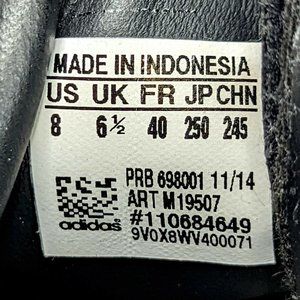 MADE IN INDONESIA
US UK FR JP CHN
8 6½ 40 250 245
PRB 698001 11/14
ART M19507
#110684649
adidas
9V0X8WV400071